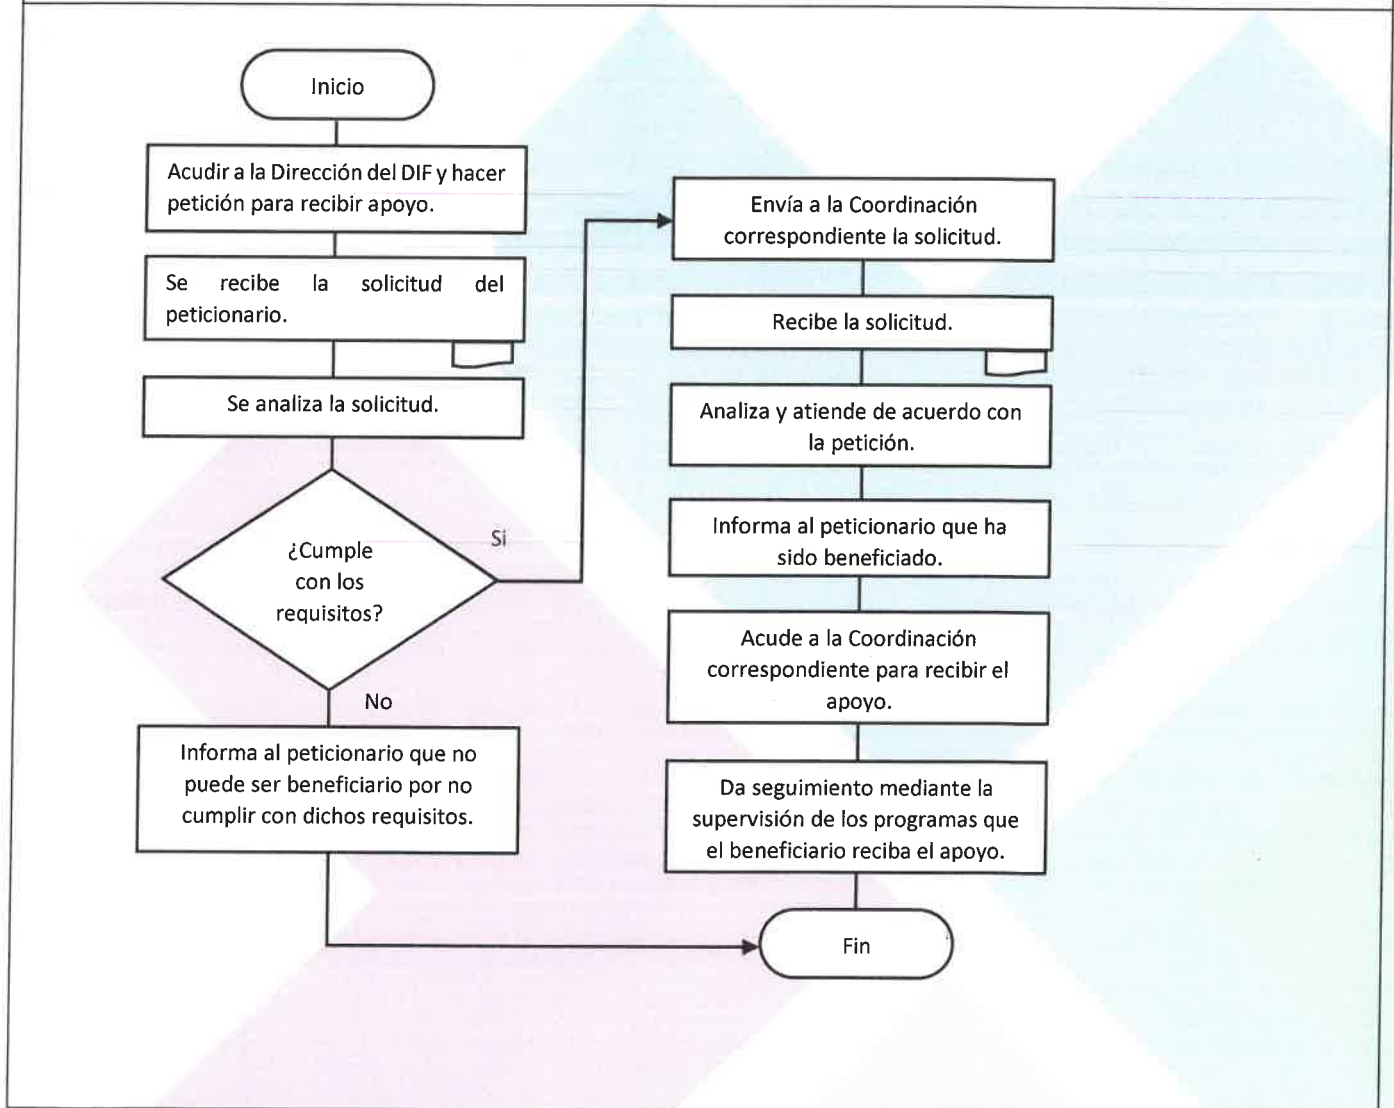 Inicio
Acudir a la Dirección del DIF y hacer
petición para recibir apoyo.
Se recibe la solicitud del
peticionario.
Se analiza la solicitud.
¿Cumple
con los
requisitos?
Si
No
Informa al peticionario que no
puede ser beneficiario por no
cumplir con dichos requisitos.
Envía a la Coordinación
correspondiente la solicitud.
Recibe la solicitud.
Analiza y atiende de acuerdo con
la petición.
Informa al peticionario que ha
sido beneficiado.
Acude a la Coordinación
correspondiente para recibir el
apoyo.
Da seguimiento mediante la
supervisión de los programas que
el beneficiario reciba el apoyo.
Fin